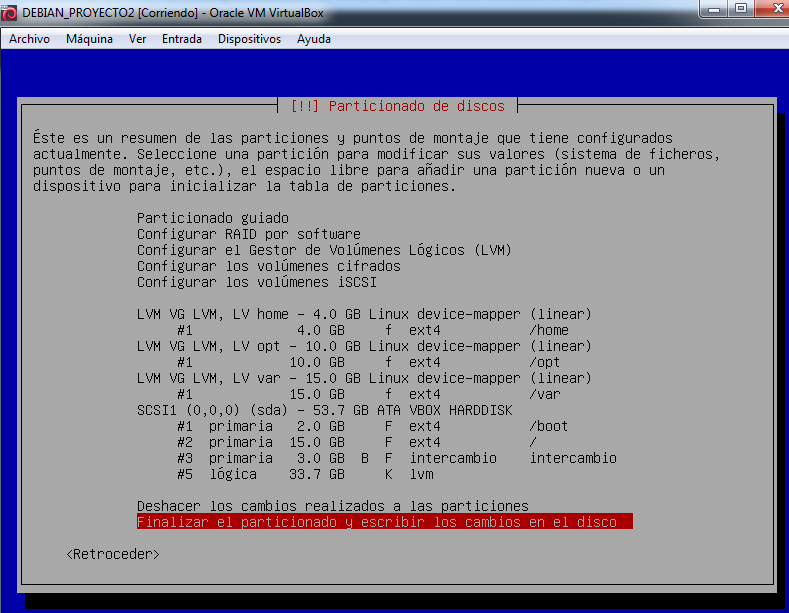 DEBIAN_PROYECTO2 [Corriendo] - Oracle VM VirtualBox
Archivo Máquina Ver Entrada Dispositivos Ayuda
[!!] Particionado de discos
Éste es un resumen de las particiones y puntos de montaje que tiene configurados
actualmente. Seleccione una partición para modificar sus valores (sistema de ficheros,
puntos de montaje, etc.), el espacio libre para añadir una partición nueva o un
dispositivo para inicializar la tabla de particiones.
Particionado guiado
Configurar RAID por software
Configurar el Gestor de Volúmenes Lógicos (LVM)
Configurar los volúmenes cifrados
Configurar los volúmenes iSCSI
LVM VG LVM, LV home - 4.0 GB Linux device-mapper (linear)
#1 4.0 GB f ext4 /home
LVM VG LVM, LV opt - 10.0 GB Linux device-mapper (linear)
#1 10.0 GB f ext4 /opt
LVM VG LVM, LV var - 15.0 GB Linux device-mapper (linear)
#1 15.0 GB f ext4 /var
SCSI1 (0,0,0) (sda) - 53.7 GB ATA VBOX HARDDISK
#1 primaria 2.0 GB F ext4 /boot
#2 primaria 15.0 GB F ext4 /
#3 primaria 3.0 GB B F intercambio intercambio
#5 lógica 33.7 GB K lvm
Deshacer los cambios realizados a las particiones
Finalizar el particionado y escribir los cambios en el disco
<Retroceder>